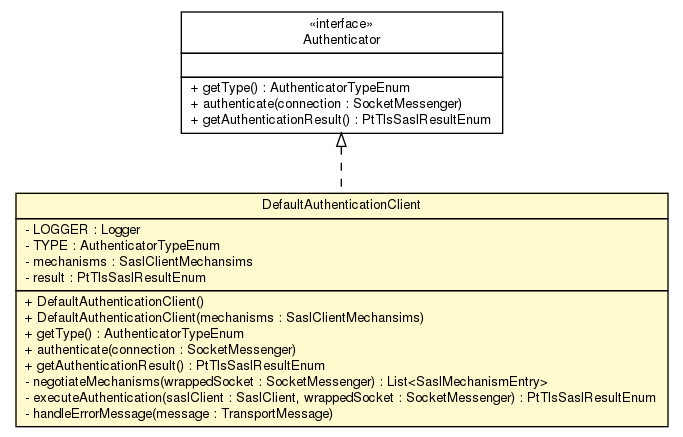 «interface»
Authenticator
+ getType() : AuthenticatorTypeEnum
+ authenticate(connection : SocketMessenger)
+ getAuthenticationResult() : PtTlsSaslResultEnum
DefaultAuthenticationClient
- LOGGER : Logger
- TYPE : AuthenticatorTypeEnum
- mechanisms : SaslClientMechansims
- result : PtTlsSaslResultEnum
+ DefaultAuthenticationClient()
+ DefaultAuthenticationClient(mechanisms : SaslClientMechansims)
+ getType() : AuthenticatorTypeEnum
+ authenticate(connection : SocketMessenger)
+ getAuthenticationResult() : PtTlsSaslResultEnum
- negotiateMechanisms(wrappedSocket : SocketMessenger) : List<SaslMechanismEntry>
- executeAuthentication(saslClient : SaslClient, wrappedSocket : SocketMessenger) : PtTlsSaslResultEnum
- handleErrorMessage(message : TransportMessage)